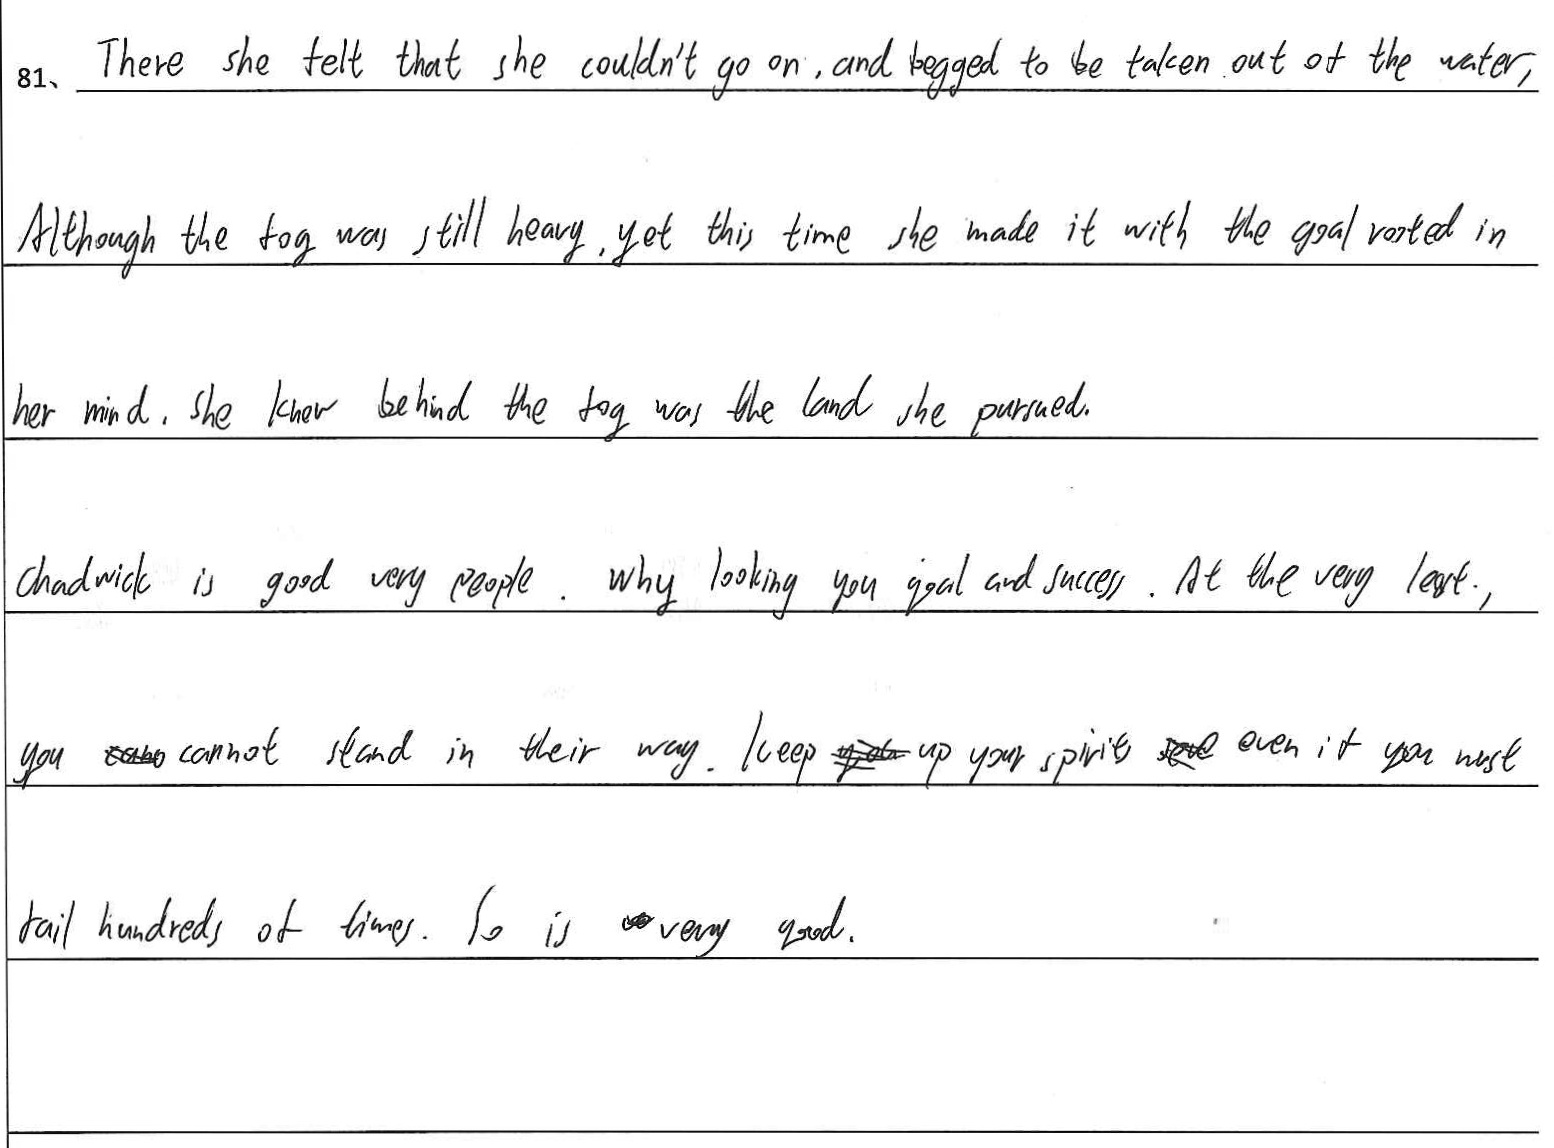 81、 There she felt that she couldn't go on, and begged to be taken out of the water,
Although the fog was still heavy, yet this time she made it with the goal rooted in
her mind. She knew behind the fog was the land she pursued.
Chadwick is good very people. Why looking you goal and success. At the very least,
you cannot stand in their way. Keep up your spirits even if you must
fail hundreds of times. So is very good.